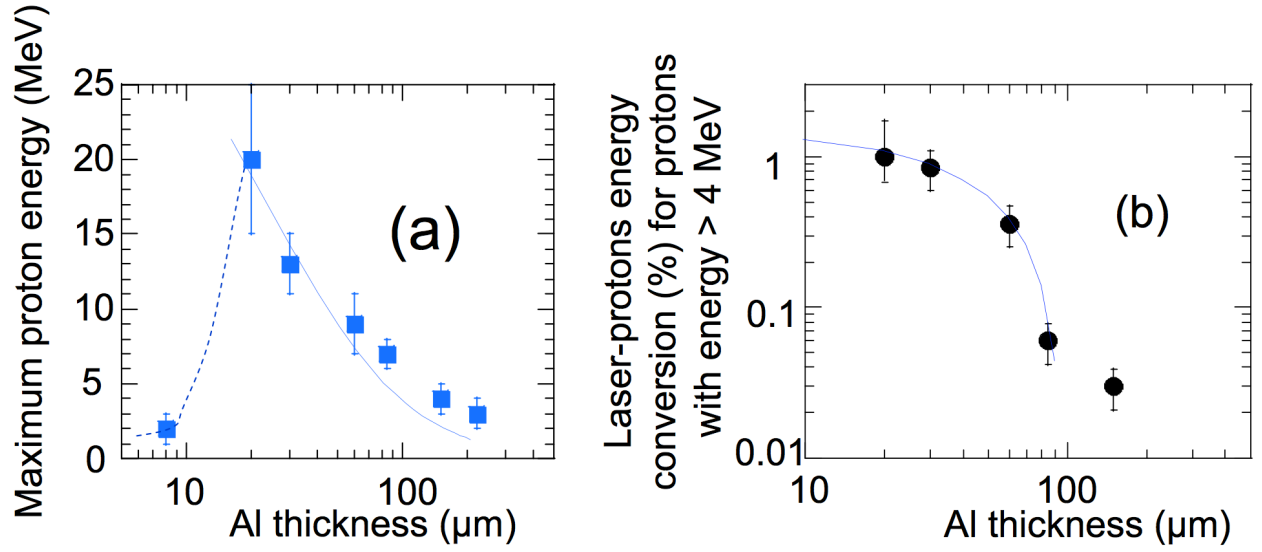 Maximum proton energy (MeV)
25
20
15
10
5
0
10
100
Al thickness (µm)
(a)
Laser-protons energy
conversion (%) for protons
with energy > 4 MeV
1
0.1
0.01
10
100
Al thickness (µm)
(b)